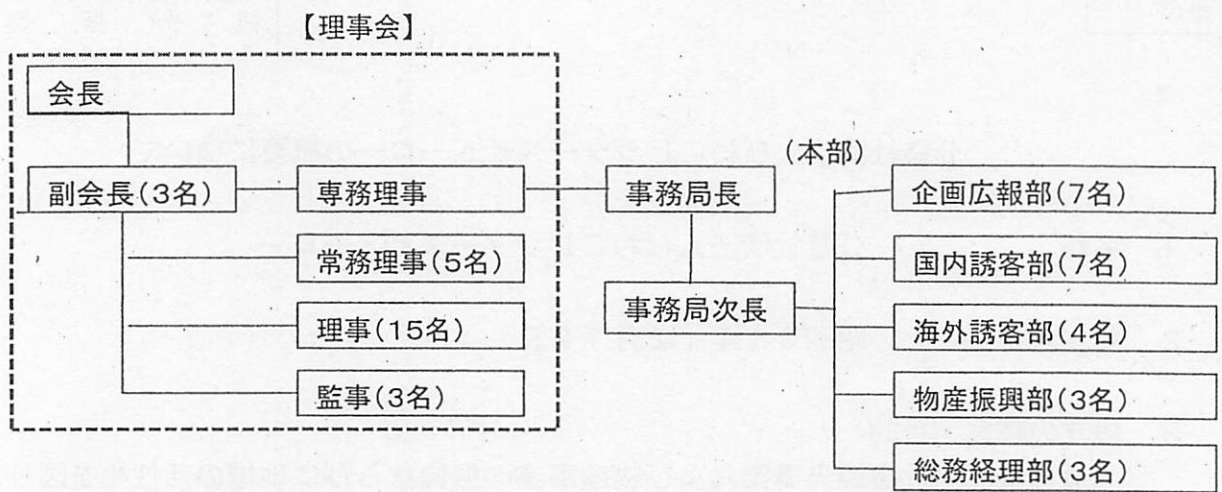 【理事会】
会長
(本部)
副会長(3名)
専務理事
事務局長
企画広報部(7名)
常務理事(5名)
国内誘客部(7名)
事務局次長
理事(15名)
海外誘客部(4名)
監事(3名)
物産振興部(3名)
総務経理部(3名)